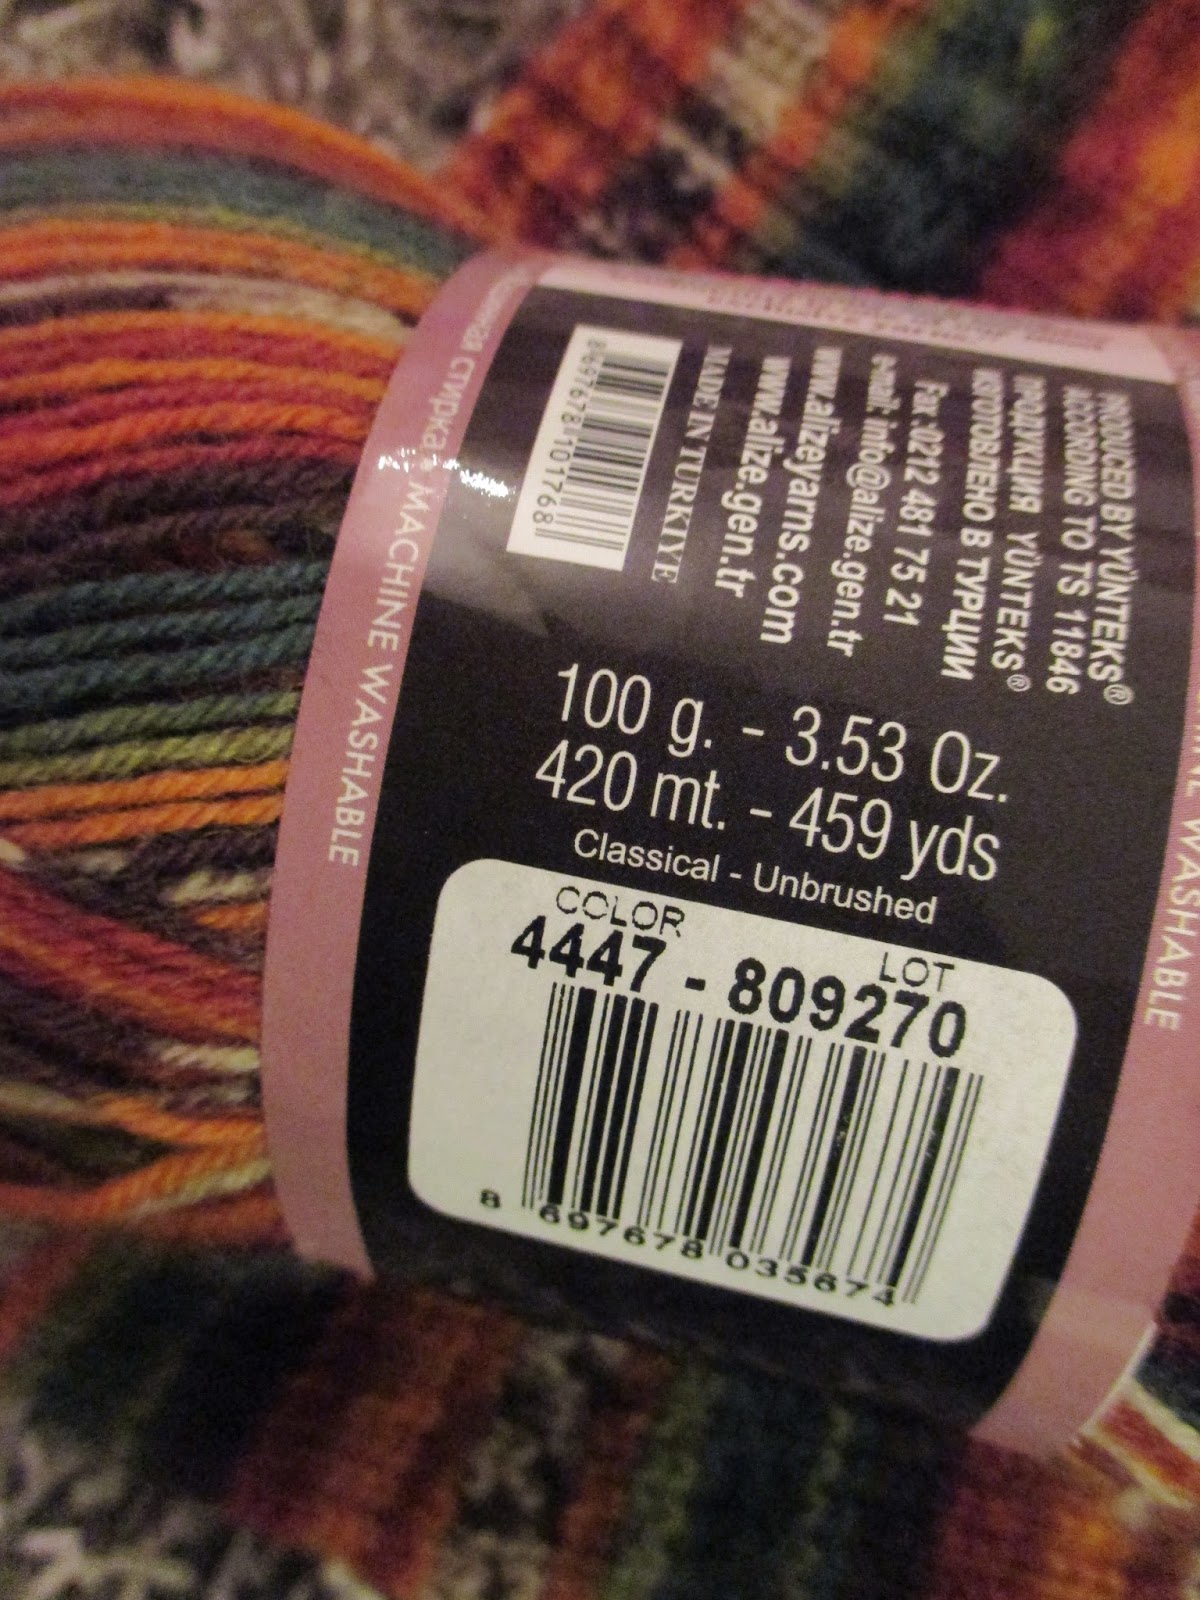 PRODUCED BY YÜNTEKS®
ACCORDING TO TS 11846
ПРОДУКЦИЯ YÜNTEKS®
ИЗГОТОВЛЕНО В ТУРЦИИ
Fax :0212 481 75 21
e-mail: info@alize.gen.tr
www.alizeyarns.com
www.alize.gen.tr
MADE IN TURKIYE
8697678101768
100 g. - 3.53 Oz.
420 mt. - 459 yds
Classical - Unbrushed
COLOR LOT
4447 - 809270
8 697678 035674
стирка • MACHINE WASHABLE
WASHABLE